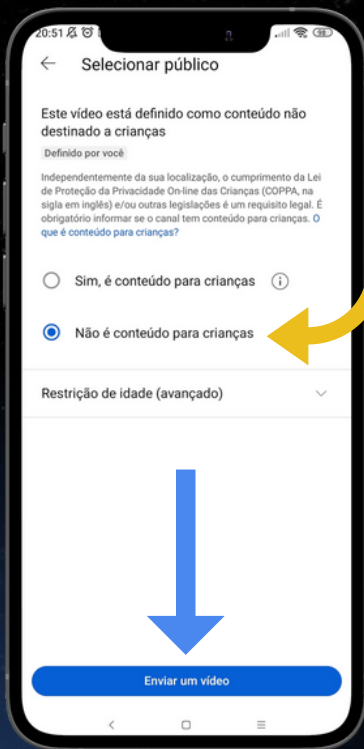 20:51
Selecionar público
Este vídeo está definido como conteúdo não
destinado a crianças
Definido por você
Independentemente da sua localização, o cumprimento da Lei
de Proteção da Privacidade On-line das Crianças (COPPA, na
sigla em inglês) e/ou outras legislações é um requisito legal. É
obrigatório informar se o canal tem conteúdo para crianças. O
que é conteúdo para crianças?
Sim, é conteúdo para crianças
Não é conteúdo para crianças
Restrição de idade (avançado)
Enviar um vídeo